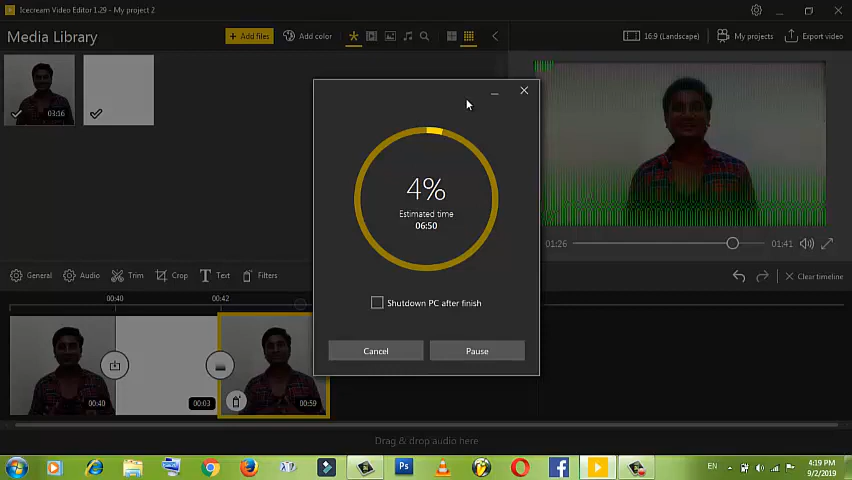 Icecream Video Editor 1.29 - My project 2
Media Library
+ Add files
Add color
16:9 (Landscape)
My projects
Export video
03:16
4%
Estimated time
06:50
Shutdown PC after finish
Cancel
Pause
01:26
01:41
General
Audio
Trim
Crop
Text
Filters
Clear timeline
00:40
00:42
00:40
00:03
00:59
Drag & drop audio here
Ps
EN
4:19 PM
9/2/2019